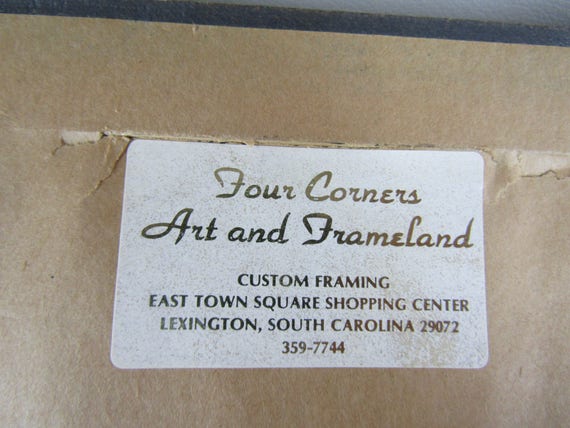 Four Corners
Art and Frameland
CUSTOM FRAMING
EAST TOWN SQUARE SHOPPING CENTER
LEXINGTON, SOUTH CAROLINA 29072
359-7744